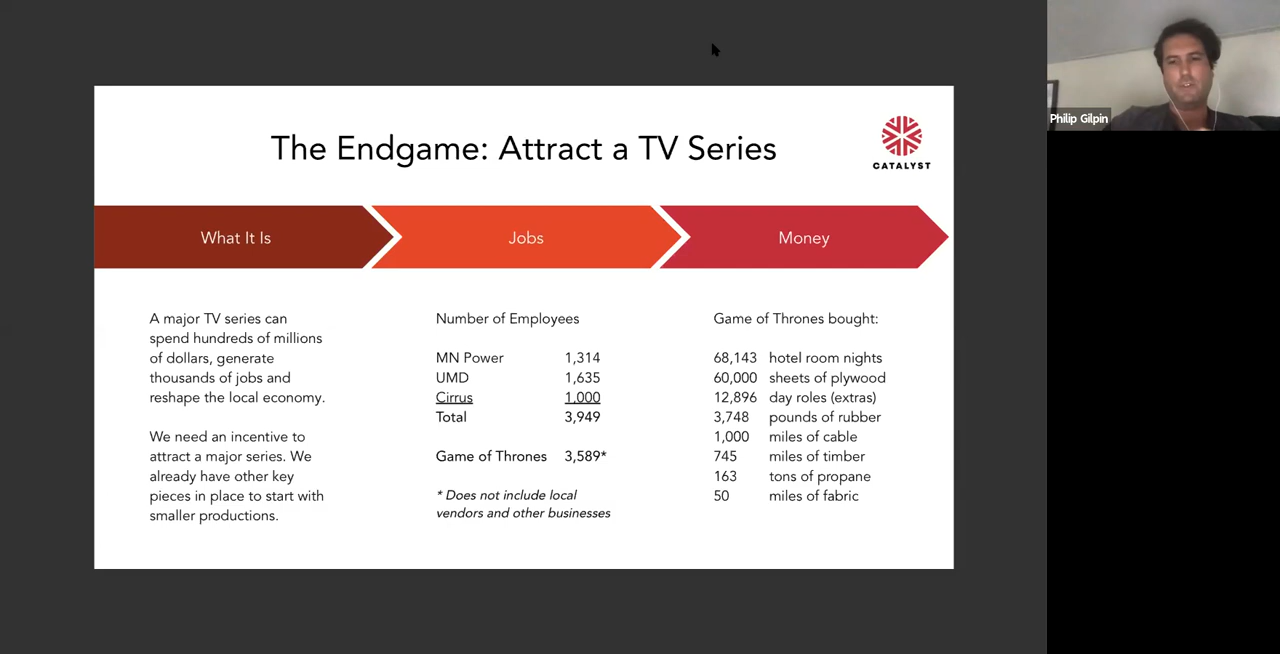 The Endgame: Attract a TV Series
CATALYST
Philip Gilpin
What It Is
Jobs
Money
A major TV series can
spend hundreds of millions
of dollars, generate
thousands of jobs and
reshape the local economy.
We need an incentive to
attract a major series. We
already have other key
pieces in place to start with
smaller productions.
Number of Employees
MN Power 1,314
UMD 1,635
Cirrus 1,000
Total 3,949
Game of Thrones 3,589*
* Does not include local
vendors and other businesses
Game of Thrones bought:
68,143 hotel room nights
60,000 sheets of plywood
12,896 day roles (extras)
3,748 pounds of rubber
1,000 miles of cable
745 miles of timber
163 tons of propane
50 miles of fabric